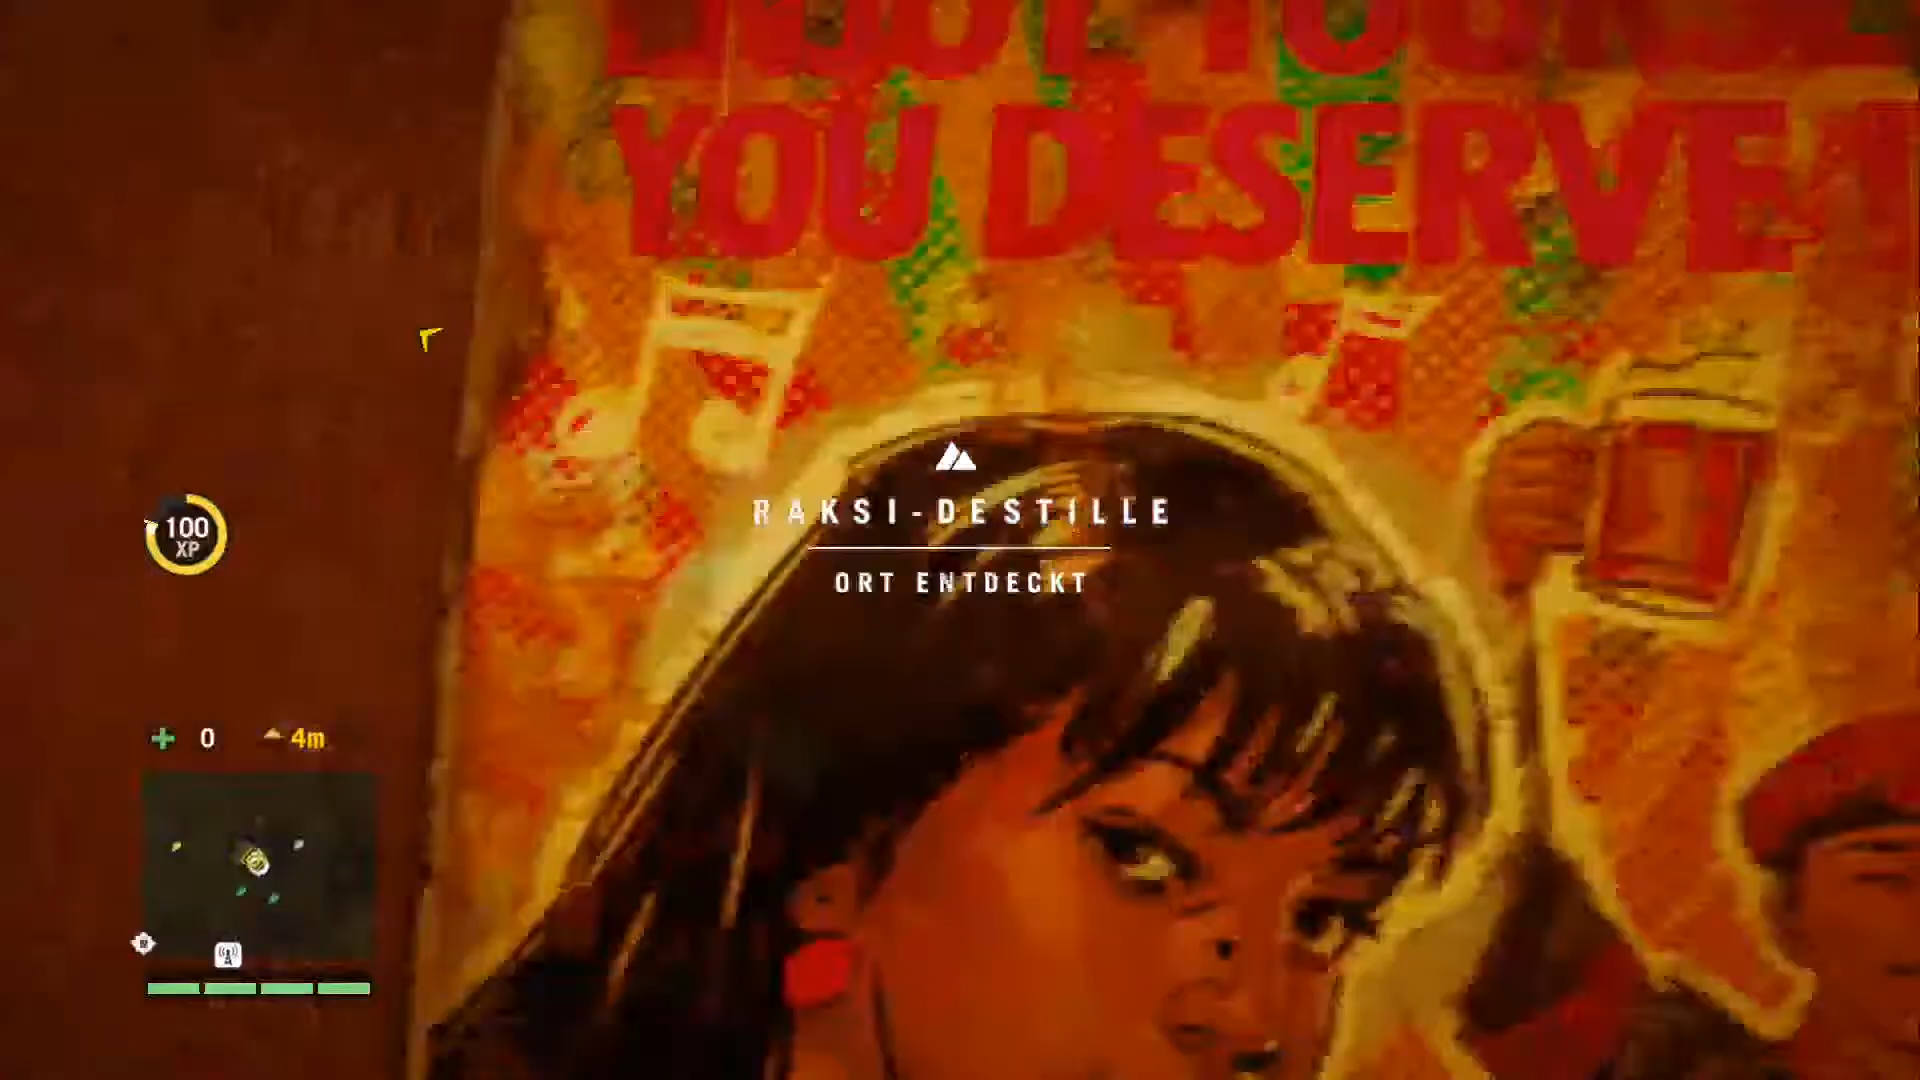 YOU DESERVE
RAKSI-DESTILLE
ORT ENTDECKT
100
XP
0
4m